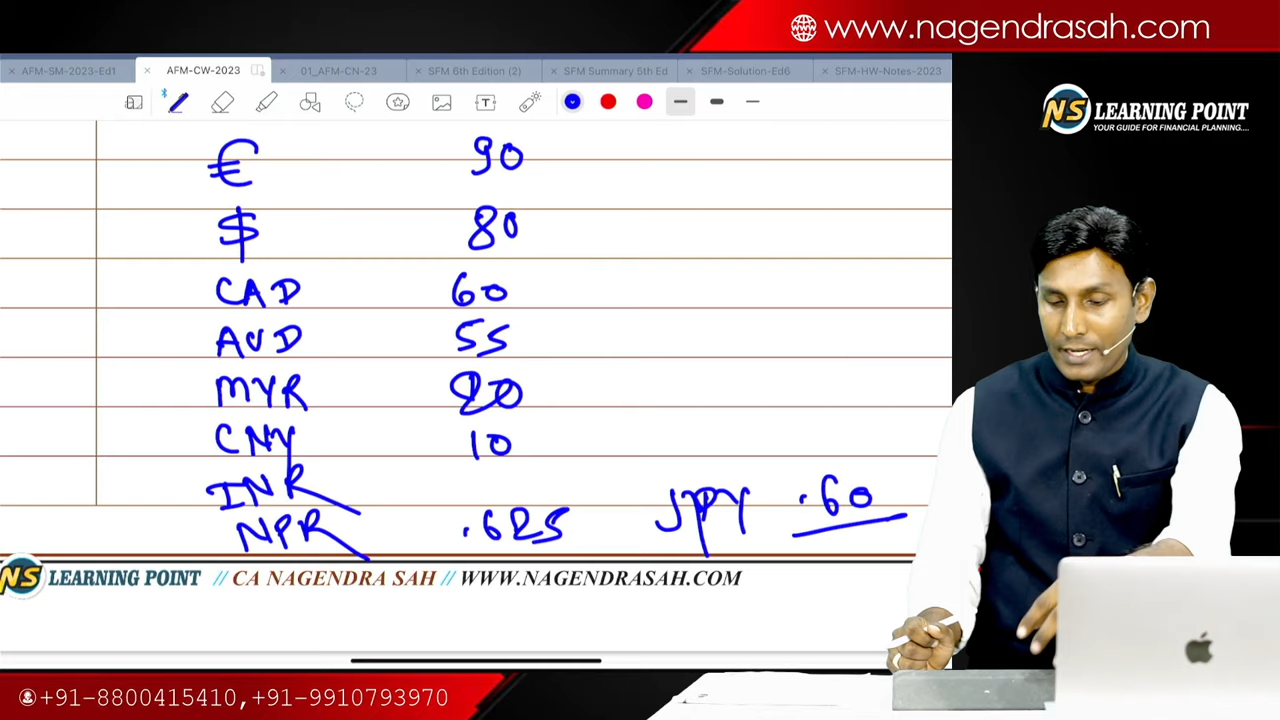 www.nagendrasah.com
AFM-SM-2023-Ed1
AFM-CW-2023
01_AFM-CN-23
SFM 6th Edition (2)
SFM Summary 5th Ed
SFM-Solution-Ed6
SFM-HW-Notes-2023
NS LEARNING POINT
YOUR GUIDE FOR FINANCIAL PLANNING....
T
€ 90
$ 80
CAD 60
AUD 55
MYR 20
CNY 10
INR
NPR .625
JPY .60
NS LEARNING POINT // CA NAGENDRA SAH // WWW.NAGENDRASAH.COM
+91-8800415410,+91-9910793970